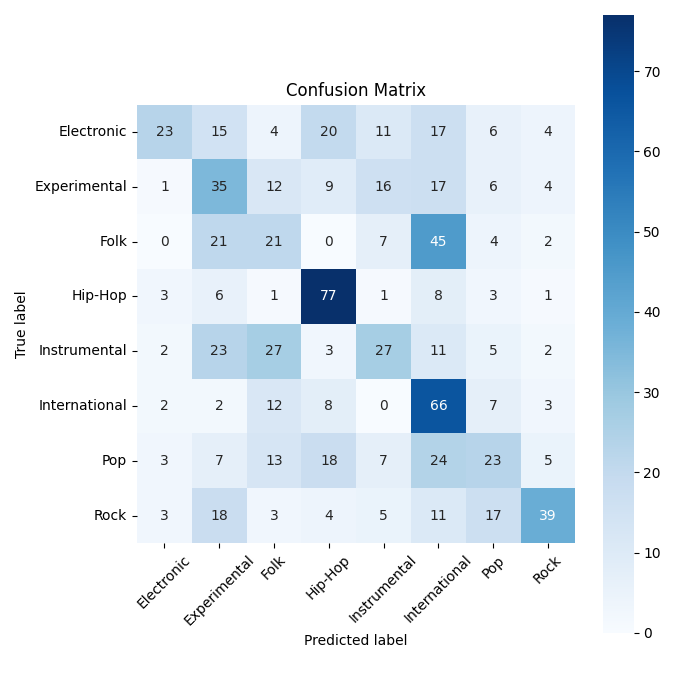 Confusion Matrix
Electronic 23 15 4 20 11 17 6 4
Experimental 1 35 12 9 16 17 6 4
Folk 0 21 21 0 7 45 4 2
Hip-Hop 3 6 1 77 1 8 3 1
Instrumental 2 23 27 3 27 11 5 2
International 2 2 12 8 0 66 7 3
Pop 3 7 13 18 7 24 23 5
Rock 3 18 3 4 5 11 17 39
True label
Electronic Experimental Folk Hip-Hop Instrumental International Pop Rock
Predicted label
70
60
50
40
30
20
10
0